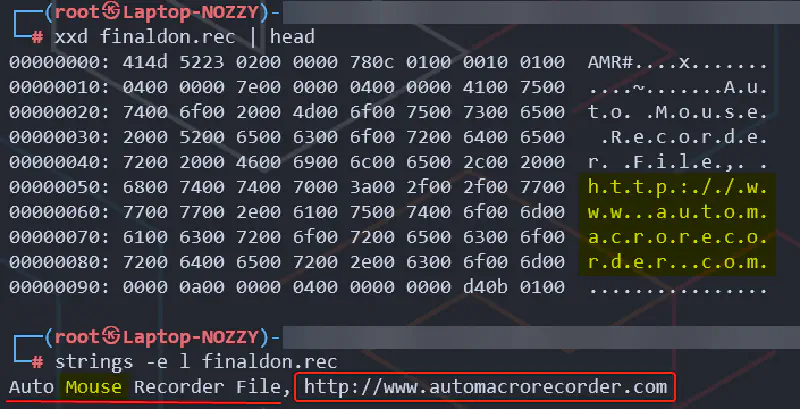 ┌──(root㉿Laptop-NOZZY)-
└─# xxd finaldon.rec | head
00000000: 414d 5223 0200 0000 780c 0100 0010 0100  AMR#....x.......
00000010: 0400 0000 7e00 0000 0400 0000 4100 7500  ....~.......A.u.
00000020: 7400 6f00 2000 4d00 6f00 7500 7300 6500  t.o. .M.o.u.s.e.
00000030: 2000 5200 6500 6300 6f00 7200 6400 6500   .R.e.c.o.r.d.e.
00000040: 7200 2000 4600 6900 6c00 6500 2c00 2000  r. .F.i.l.e.,. .
00000050: 6800 7400 7400 7000 3a00 2f00 2f00 7700  h.t.t.p.:././.w.
00000060: 7700 7700 2e00 6100 7500 7400 6f00 6d00  w.w...a.u.t.o.m.
00000070: 6100 6300 7200 6f00 7200 6500 6300 6f00  a.c.r.o.r.e.c.o.
00000080: 7200 6400 6500 7200 2e00 6300 6f00 6d00  r.d.e.r...c.o.m.
00000090: 0000 0a00 0000 0400 0000 0000 d40b 0100  ................
┌──(root㉿Laptop-NOZZY)-
└─# strings -e l finaldon.rec
Auto Mouse Recorder File, http://www.automacrorecorder.com